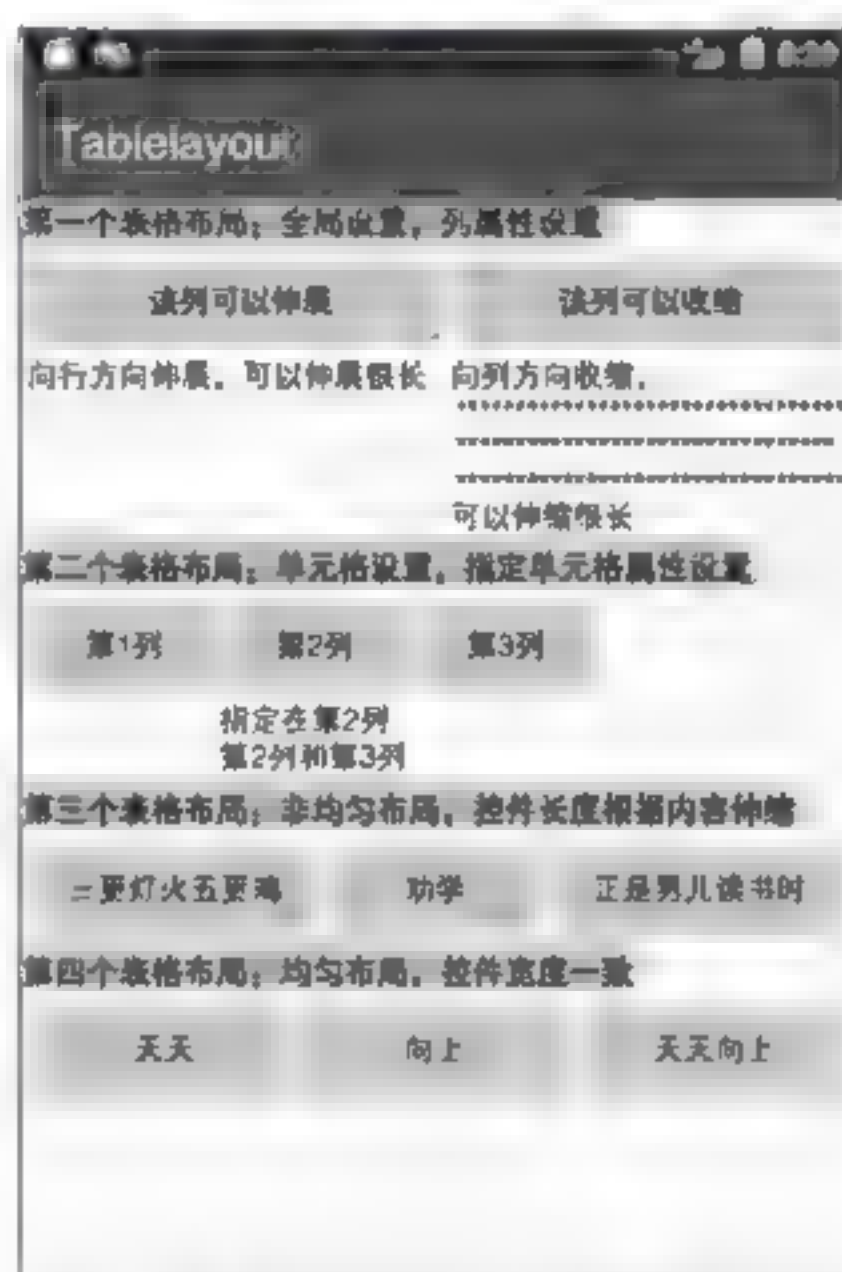 Tablelayout
第一个表格布局：全局设置，列属性设置
该列可以伸展 该列可以收缩
向行方向伸展，可以伸展很长 向列方向收缩，
可以伸缩很长
第二个表格布局：单元格设置，指定单元格属性设置
第1列 第2列 第3列
指定在第2列
第2列和第3列
第三个表格布局：非均匀布局，控件长度根据内容伸缩
三更灯火五更鸡 劝学 正是男儿读书时
第四个表格布局：均匀布局，控件宽度一致
天天 向上 天天向上